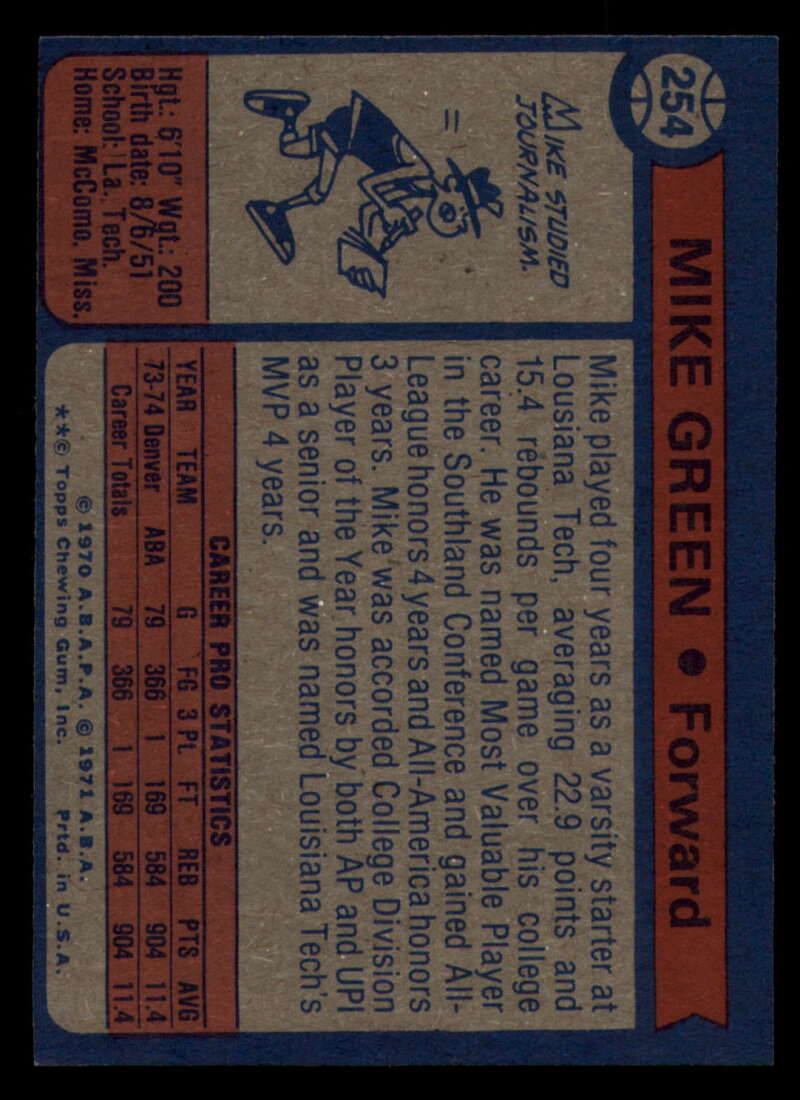 254
MIKE GREEN • Forward
MIKE STUDIED
JOURNALISM.
=
Hgt.: 6'10" Wgt.: 200
Birth date: 8/6/51
School: La. Tech.
Home: McComo, Miss.
Mike played four years as a varsity starter at
Lousiana Tech, averaging 22.9 points and
15.4 rebounds per game over his college
career. He was named Most Valuable Player
in the Southland Conference and gained All-
League honors 4 years and All-America honors
3 years. Mike was accorded College Division
Player of the Year honors by both AP and UPI
as a senior and was named Louisiana Tech's
MVP 4 years.
CAREER PRO STATISTICS
YEAR TEAM G FG 3 Pt. FT REB PTS AVG
73-74 Denver ABA 79 366 1 169 584 904 11.4
Career Totals 79 366 1 169 584 904 11.4
© 1970 A.B.A.P.A. © 1971 A.B.A.
**© Topps Chewing Gum, Inc. Prtd. in U.S.A.